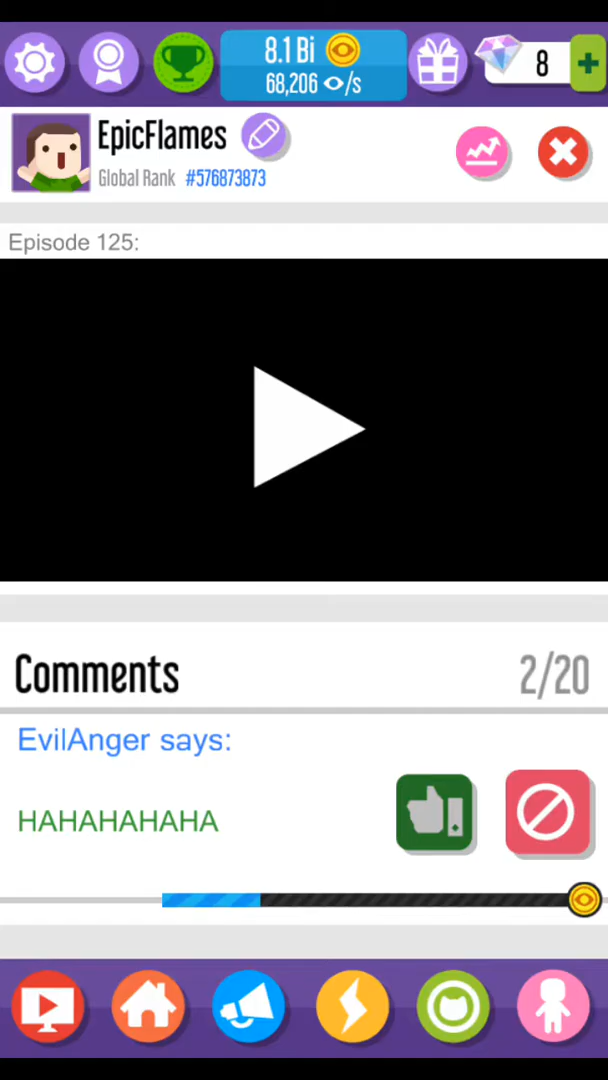 8.1 Bi
68,206 /s
8
EpicFlames
Global Rank #576873873
Episode 125:
Comments 2/20
EvilAnger says:
HAHAHAHAHA